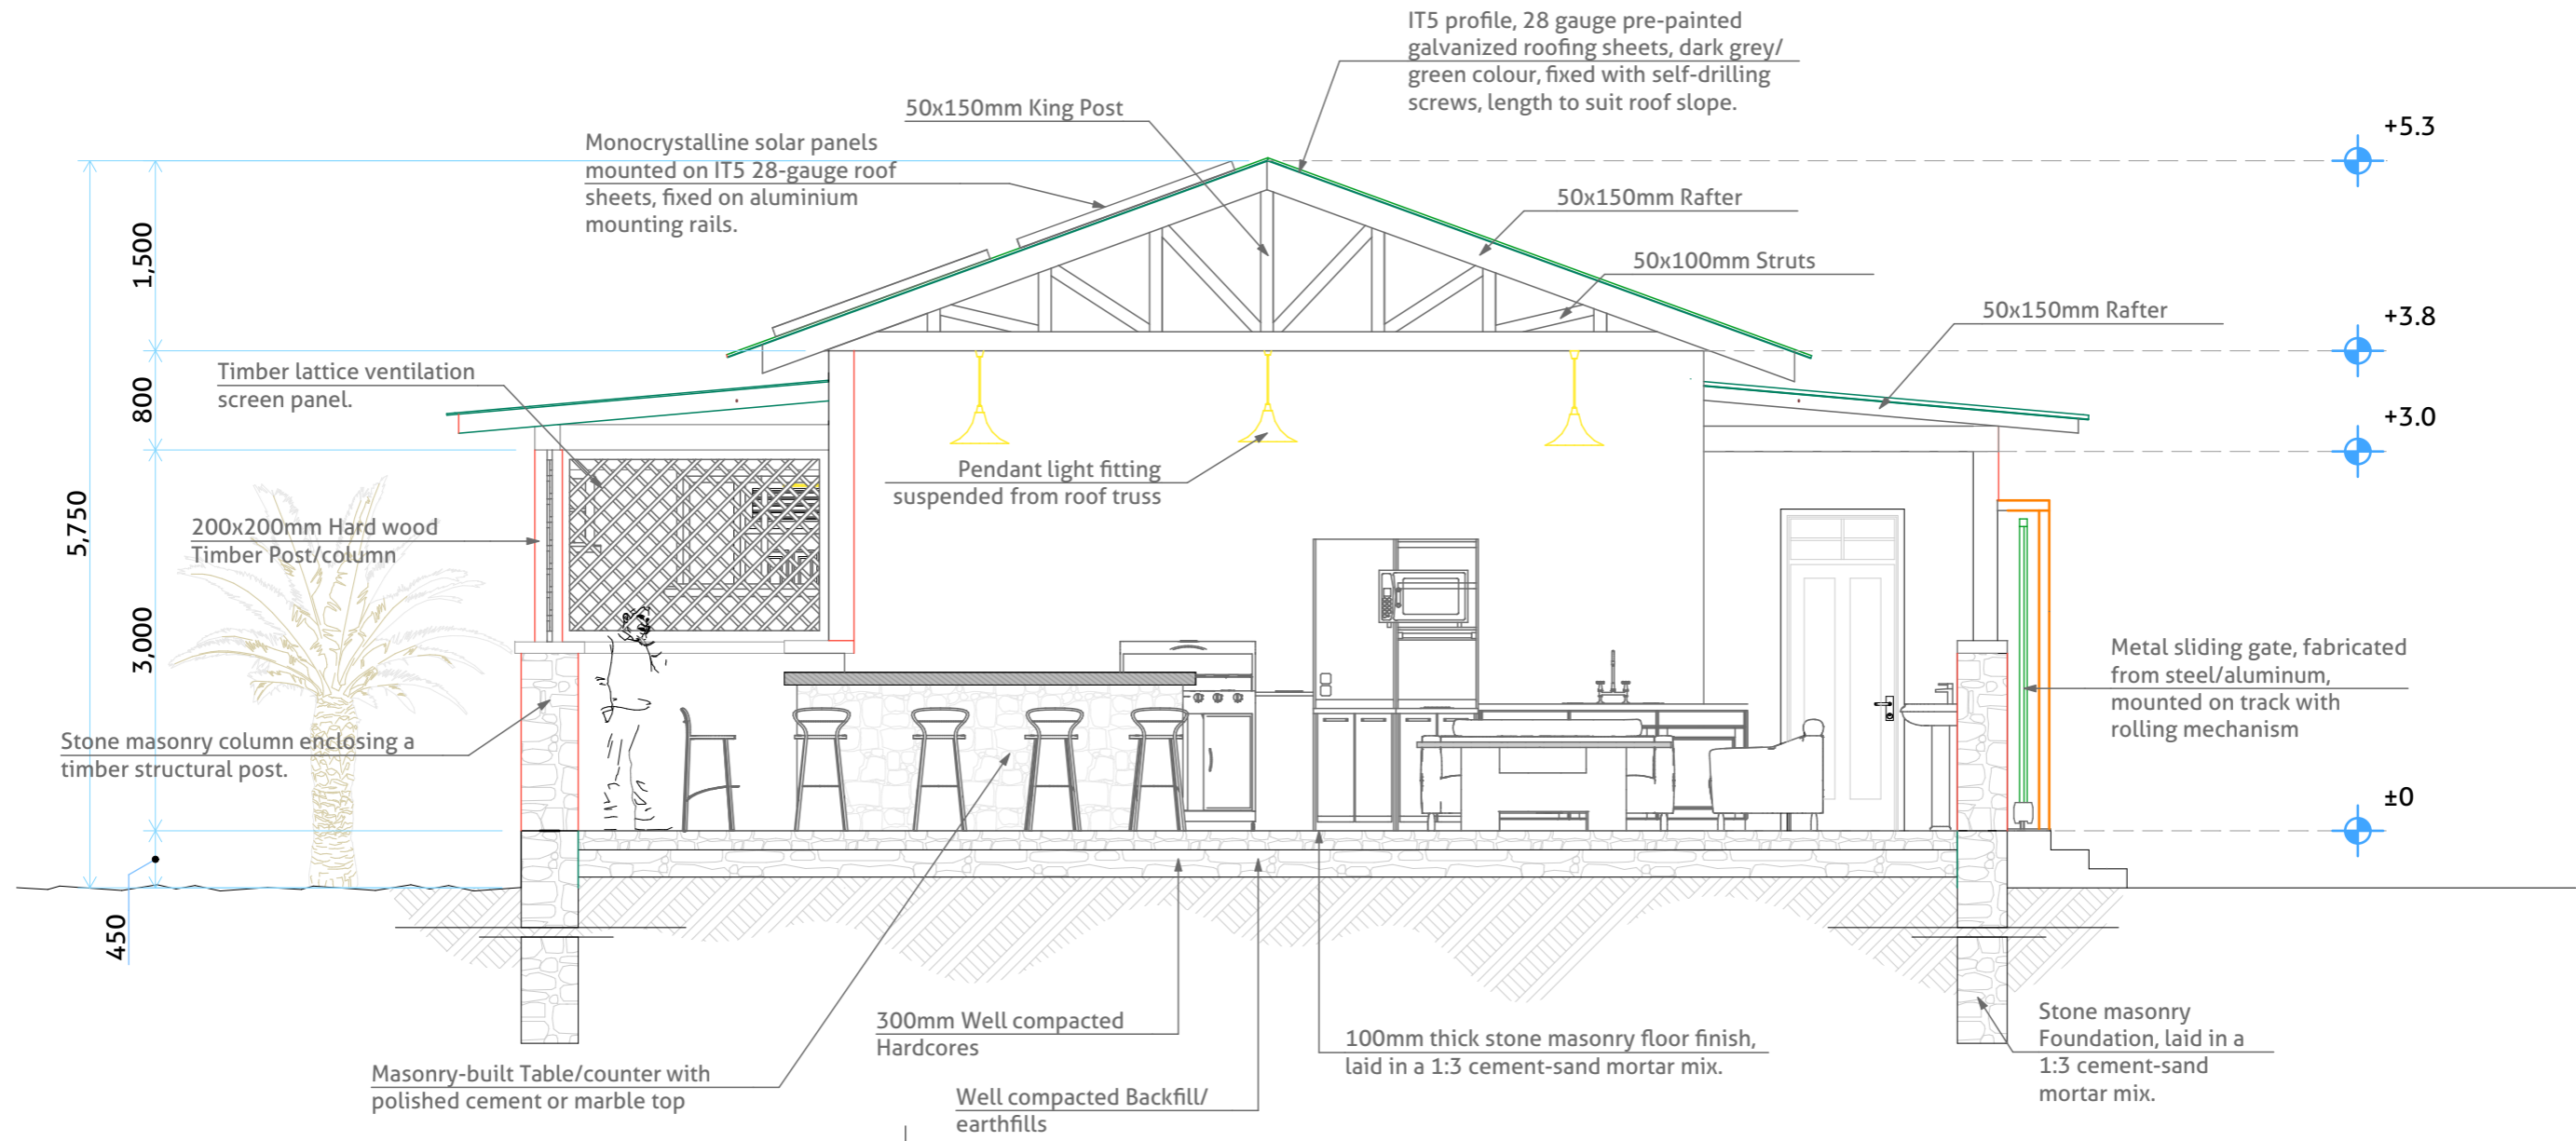 IT5 profile, 28 gauge pre-painted
galvanized roofing sheets, dark grey/
green colour, fixed with self-drilling
screws, length to suit roof slope.
50x150mm King Post
+5.3
Monocrystalline solar panels
mounted on IT5 28-gauge roof
sheets, fixed on aluminium
mounting rails.
50x150mm Rafter
1,500
50x100mm Struts
50x150mm Rafter
+3.8
Timber lattice ventilation
screen panel.
800
+3.0
Pendant light fitting
suspended from roof truss
5,750
200x200mm Hard wood
Timber Post/column
3,000
Metal sliding gate, fabricated
from steel/aluminum,
mounted on track with
rolling mechanism
Stone masonry column enclosing a
timber structural post.
±0
450
300mm Well compacted
Hardcores
100mm thick stone masonry floor finish,
laid in a 1:3 cement-sand mortar mix.
Stone masonry
Foundation, laid in a
1:3 cement-sand
mortar mix.
Masonry-built Table/counter with
polished cement or marble top
Well compacted Backfill/
earthfills